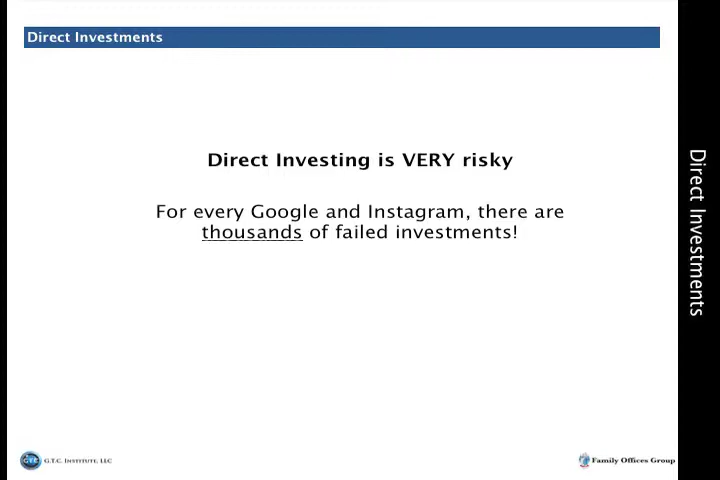 Direct Investments
Direct Investing is VERY risky
For every Google and Instagram, there are
thousands of failed investments!
Direct Investments
GTC
G.T.C. INSTITUTE, LLC
Family Offices Group